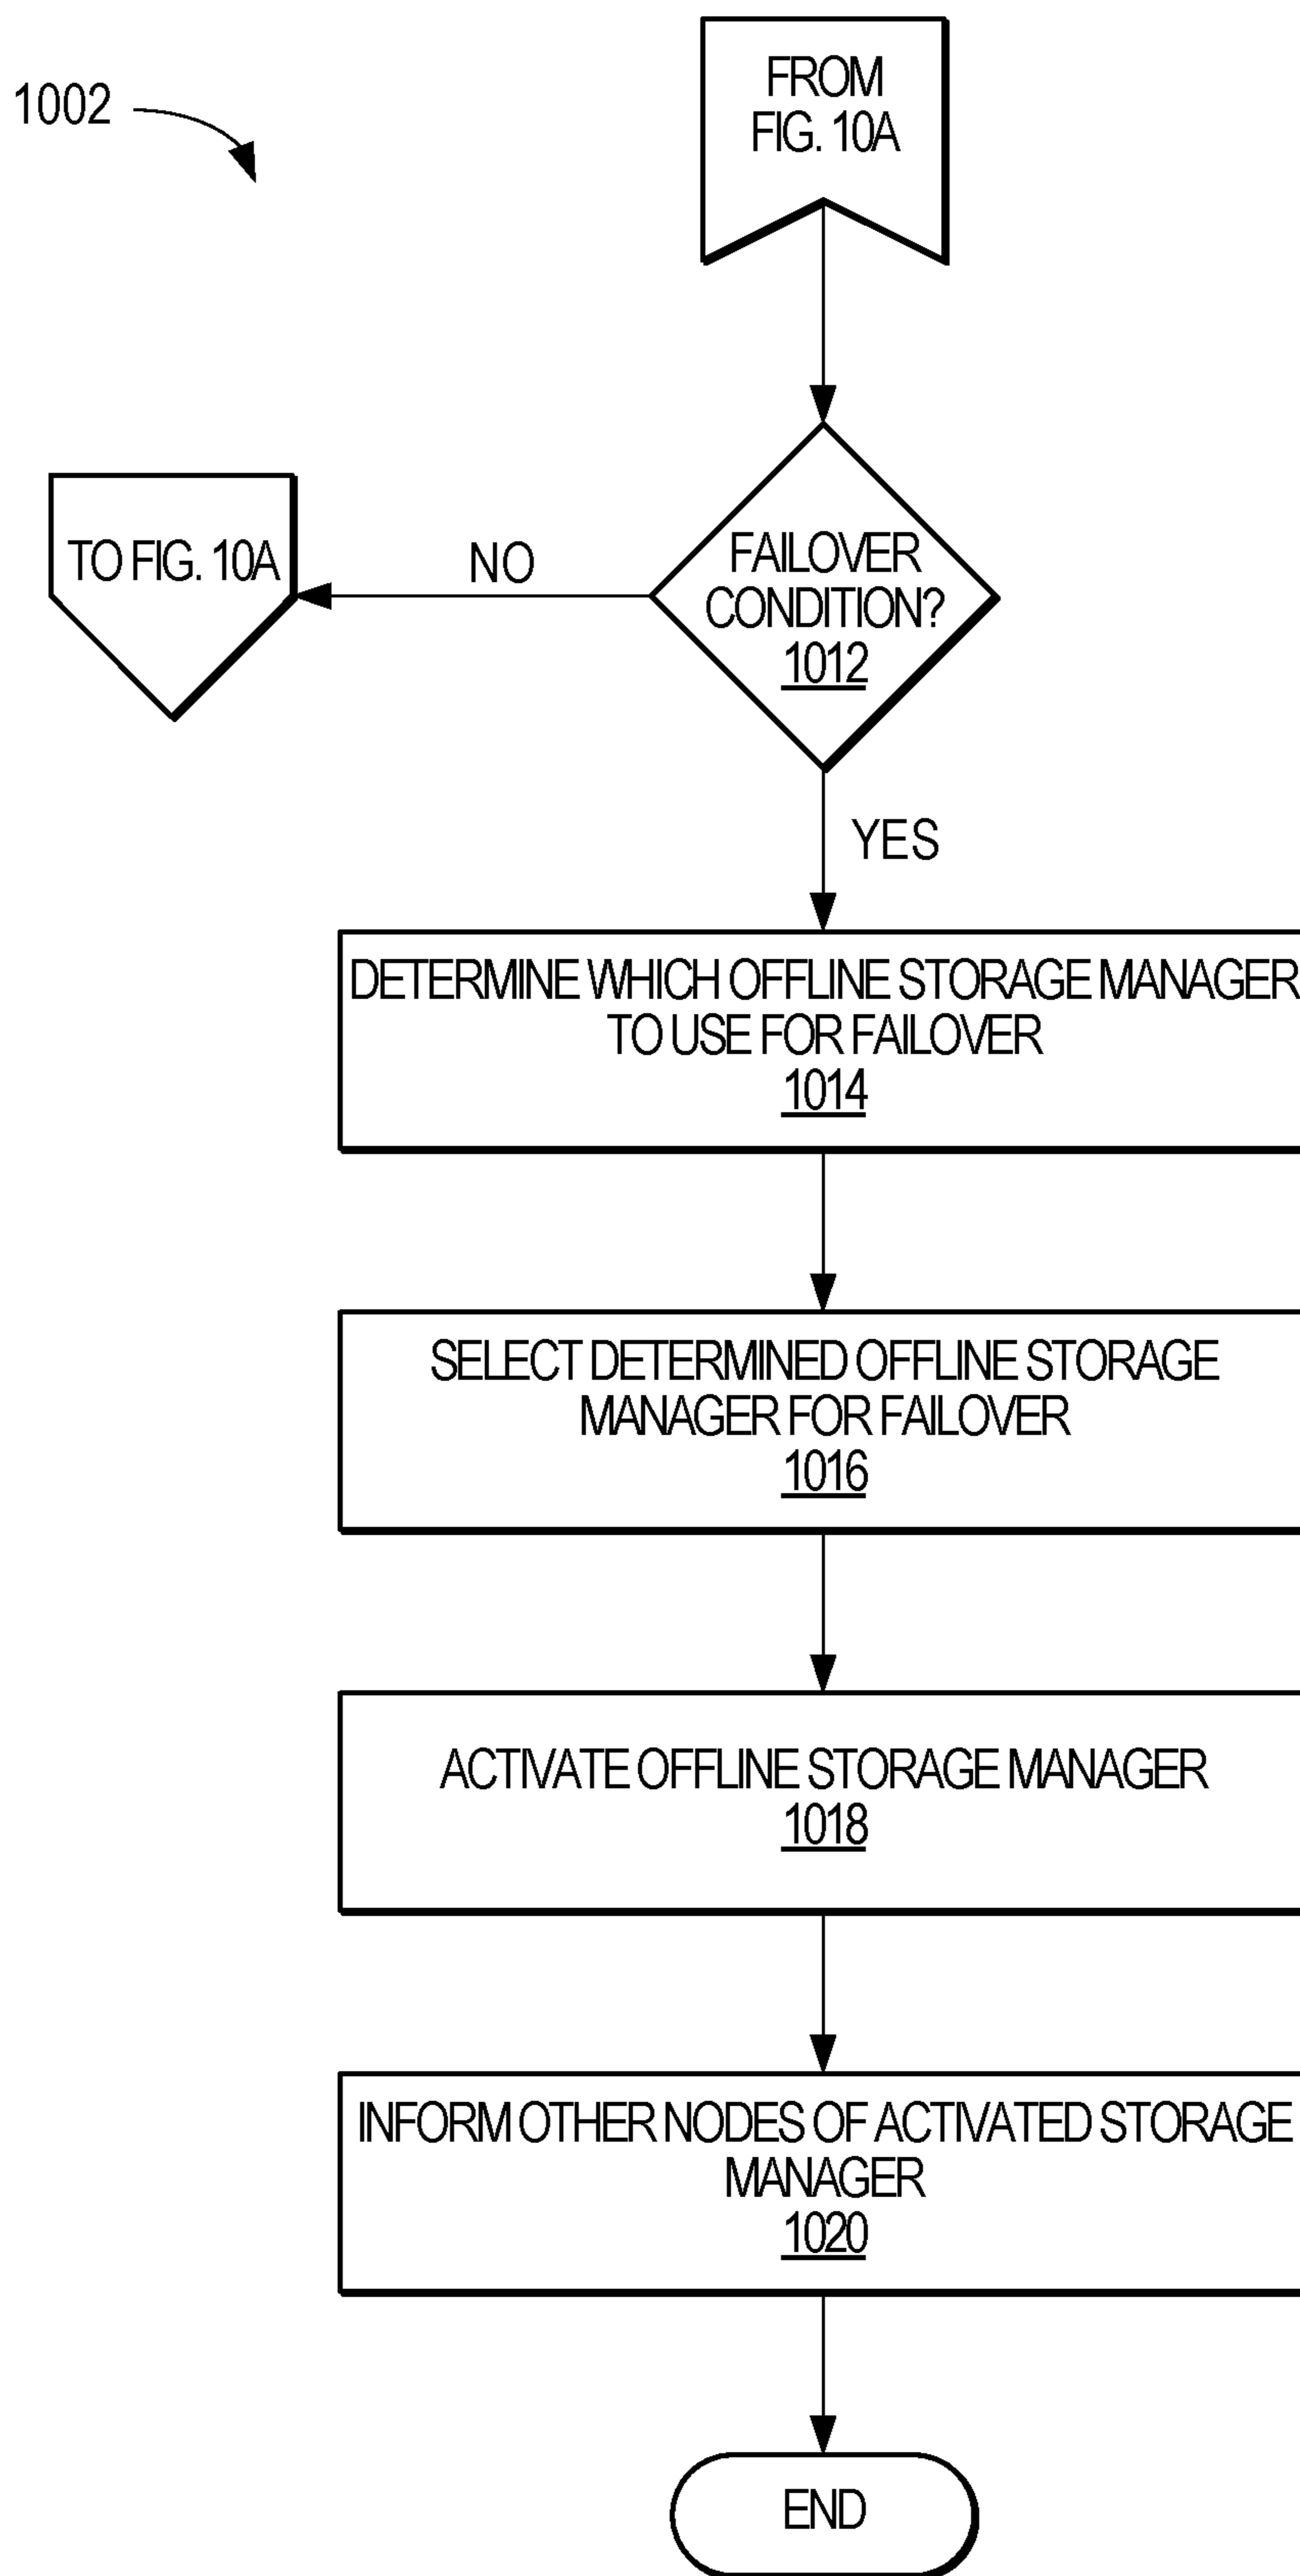 1002
FROM
FIG. 10A
FAILOVER
CONDITION?
1012
NO
TO FIG. 10A
YES
DETERMINE WHICH OFFLINE STORAGE MANAGER
TO USE FOR FAILOVER
1014
SELECT DETERMINED OFFLINE STORAGE
MANAGER FOR FAILOVER
1016
ACTIVATE OFFLINE STORAGE MANAGER
1018
INFORM OTHER NODES OF ACTIVATED STORAGE
MANAGER
1020
END